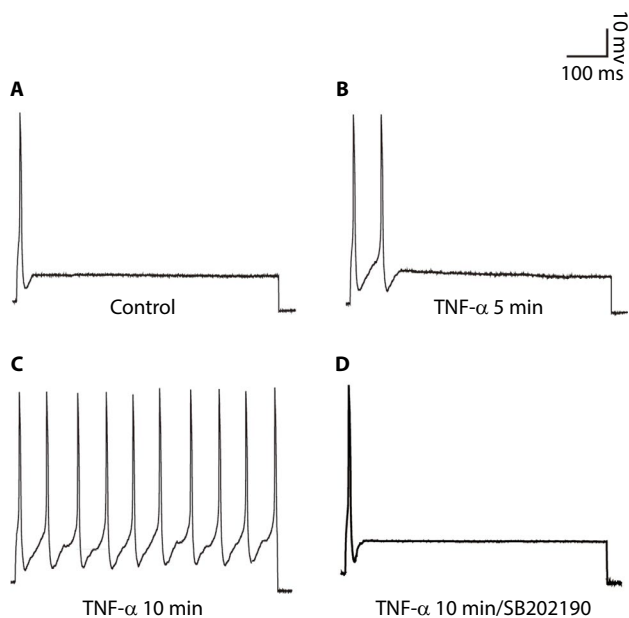 10 mv
100 ms
A
B
Control
TNF-α 5 min
C
D
TNF-α 10 min
TNF-α 10 min/SB202190